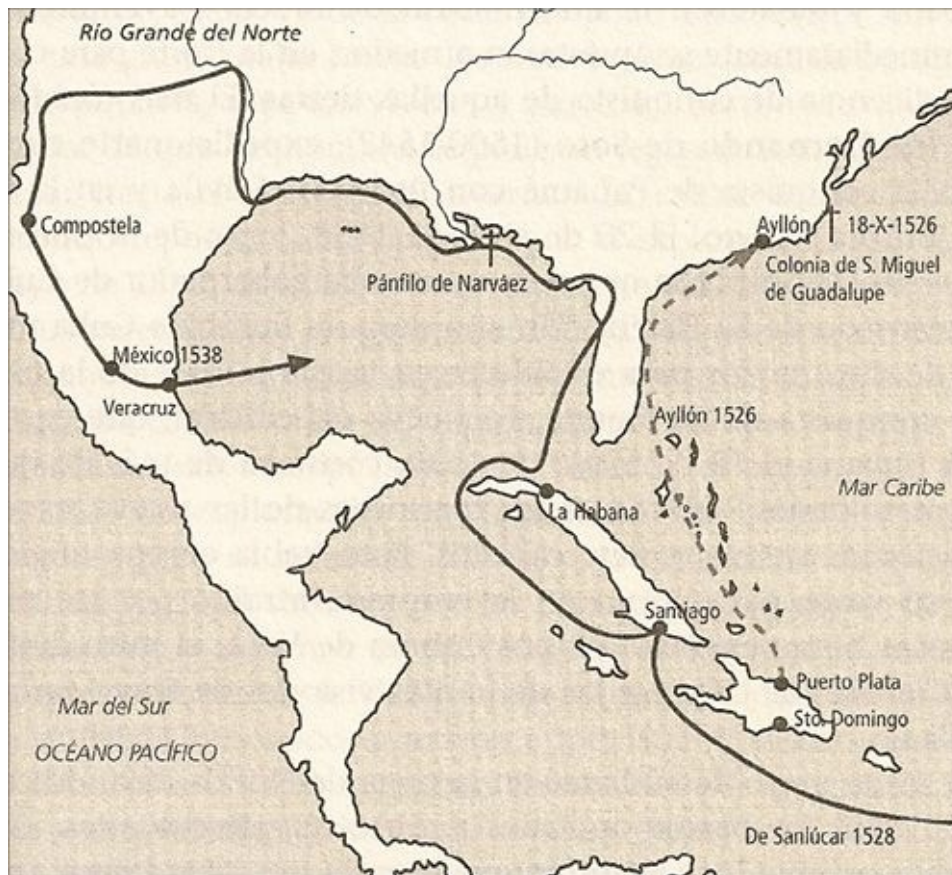 Río Grande del Norte
Compostela
Ayllón
18-X-1526
Colonia de S. Miguel
de Guadalupe
Pánfilo de Narváez
México 1538
Veracruz
Ayllón 1526
Mar Caribe
La Habana
Santiago
Puerto Plata
Sto. Domingo
Mar del Sur
OCÉANO PACÍFICO
De Sanlúcar 1528